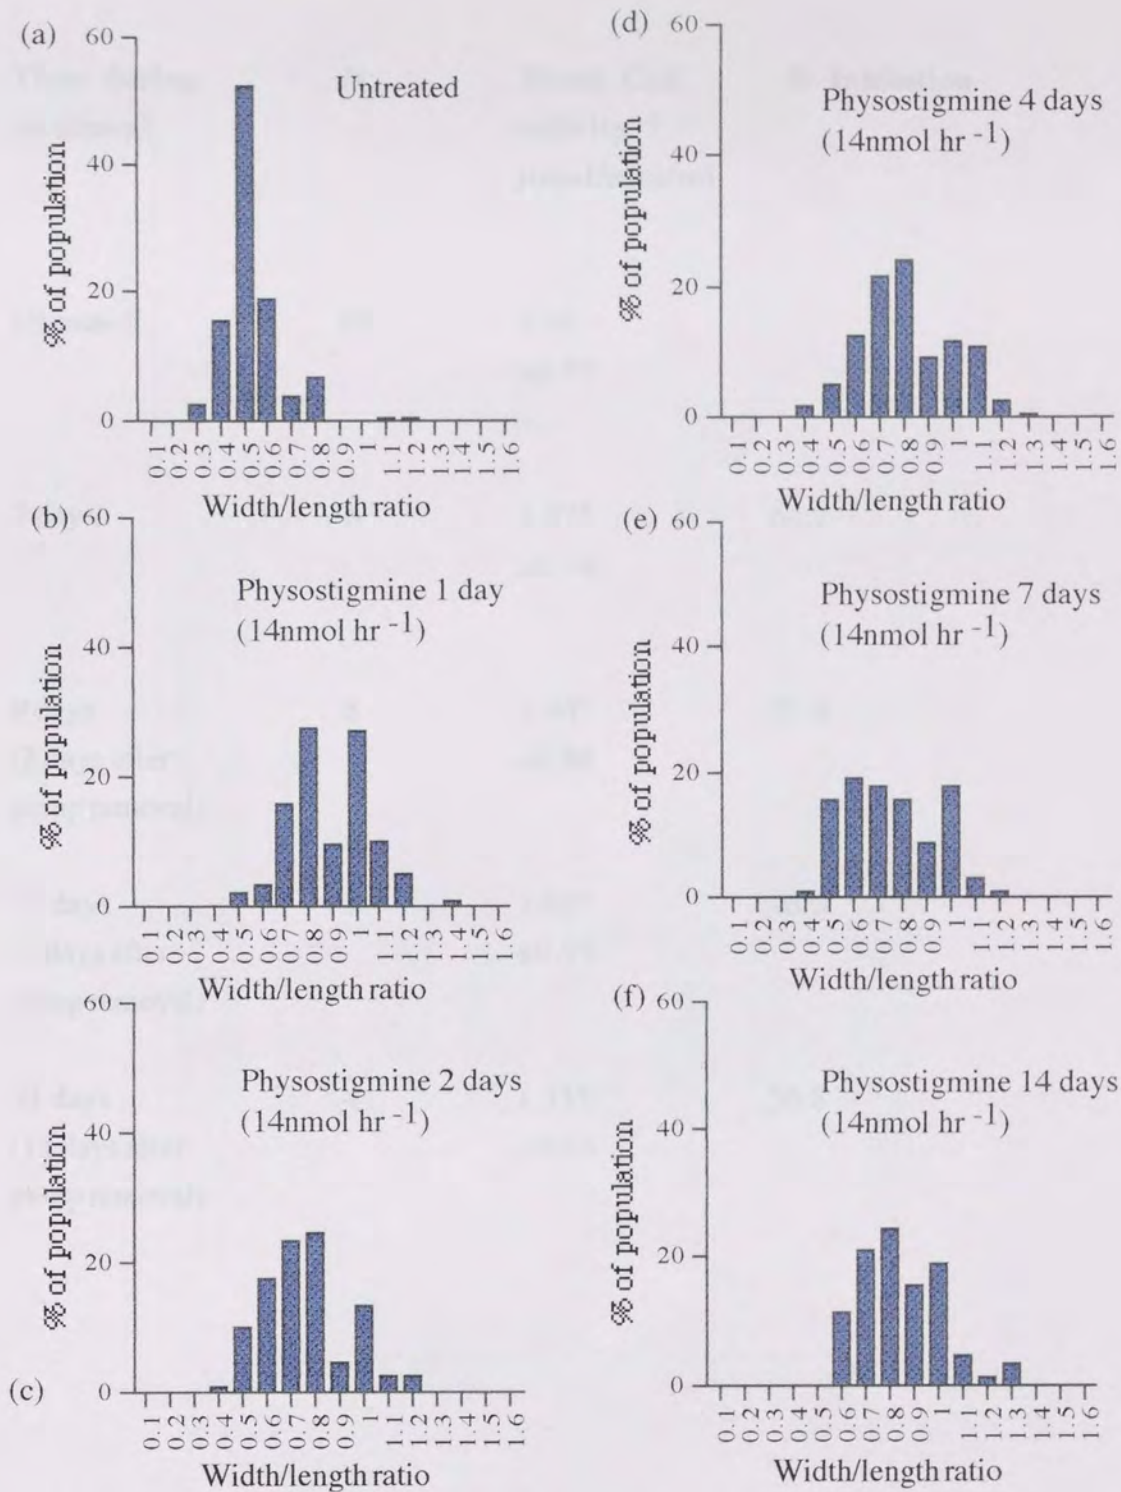 (a)
60
40
20
0
% of population
Untreated
0.1 0.2 0.3 0.4 0.5 0.6 0.7 0.8 0.9 1 1.1 1.2 1.3 1.4 1.5 1.6
Width/length ratio
(b)
60
40
20
0
% of population
Physostigmine 1 day
(14nmol hr -1)
0.1 0.2 0.3 0.4 0.5 0.6 0.7 0.8 0.9 1 1.1 1.2 1.3 1.4 1.5 1.6
Width/length ratio
60
40
20
0
% of population
Physostigmine 2 days
(14nmol hr -1)
(c)
0.1 0.2 0.3 0.4 0.5 0.6 0.7 0.8 0.9 1 1.1 1.2 1.3 1.4 1.5 1.6
Width/length ratio
(d)
60
40
20
0
% of population
Physostigmine 4 days
(14nmol hr -1)
0.1 0.2 0.3 0.4 0.5 0.6 0.7 0.8 0.9 1 1.1 1.2 1.3 1.4 1.5 1.6
Width/length ratio
(e)
60
40
20
0
% of population
Physostigmine 7 days
(14nmol hr -1)
0.1 0.2 0.3 0.4 0.5 0.6 0.7 0.8 0.9 1 1.1 1.2 1.3 1.4 1.5 1.6
Width/length ratio
(f)
60
40
20
0
% of population
Physostigmine 14 days
(14nmol hr -1)
0.1 0.2 0.3 0.4 0.5 0.6 0.7 0.8 0.9 1 1.1 1.2 1.3 1.4 1.5 1.6
Width/length ratio